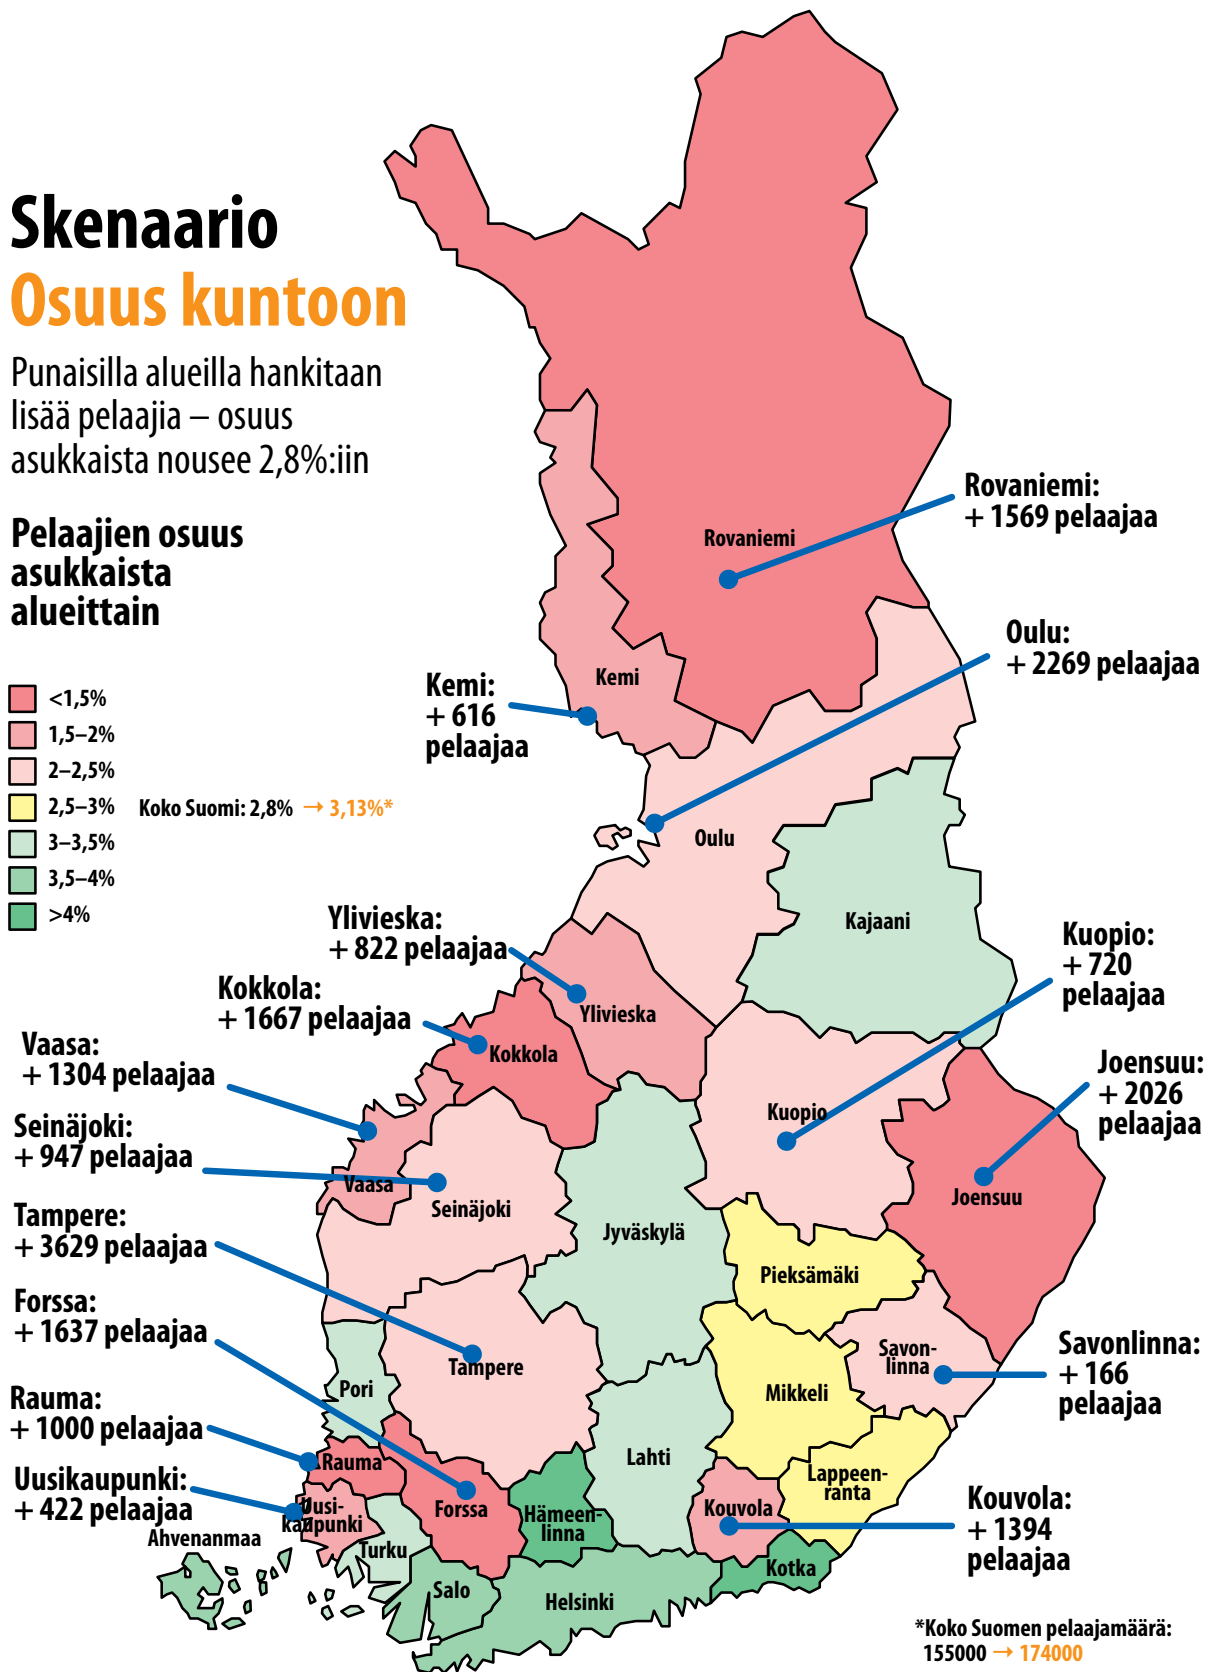 Skenaario
Osuus kuntoon
Punaisilla alueilla hankitaan
lisää pelaajia – osuus
asukkaista nousee 2,8%:iin
Pelaajien osuus
asukkaista
alueittain
<1,5%
1,5–2%
2–2,5%
2,5–3%
Koko Suomi: 2,8% → 3,13%*
3–3,5%
3,5–4%
>4%
Rovaniemi:
+ 1569 pelaajaa
Oulu:
+ 2269 pelaajaa
Kemi:
+ 616
pelaajaa
Ylivieska:
+ 822 pelaajaa
Kokkola:
+ 1667 pelaajaa
Vaasa:
+ 1304 pelaajaa
Seinäjoki:
+ 947 pelaajaa
Tampere:
+ 3629 pelaajaa
Forssa:
+ 1637 pelaajaa
Rauma:
+ 1000 pelaajaa
Uusikaupunki:
+ 422 pelaajaa
Kuopio:
+ 720
pelaajaa
Joensuu:
+ 2026
pelaajaa
Savonlinna:
+ 166
pelaajaa
Kouvola:
+ 1394
pelaajaa
Rovaniemi
Kemi
Oulu
Kajaani
Ylivieska
Kokkola
Kuopio
Vaasa
Seinäjoki
Jyväskylä
Joensuu
Pieksämäki
Savon-
linna
Tampere
Pori
Mikkeli
Lahti
Rauma
Lappeen-
ranta
Forssa
Kouvola
Hämeen-
linna
Uusi-
kaupunki
Turku
Ahvenanmaa
Salo
Helsinki
Kotka
*Koko Suomen pelaajamäärä:
155000 → 174000